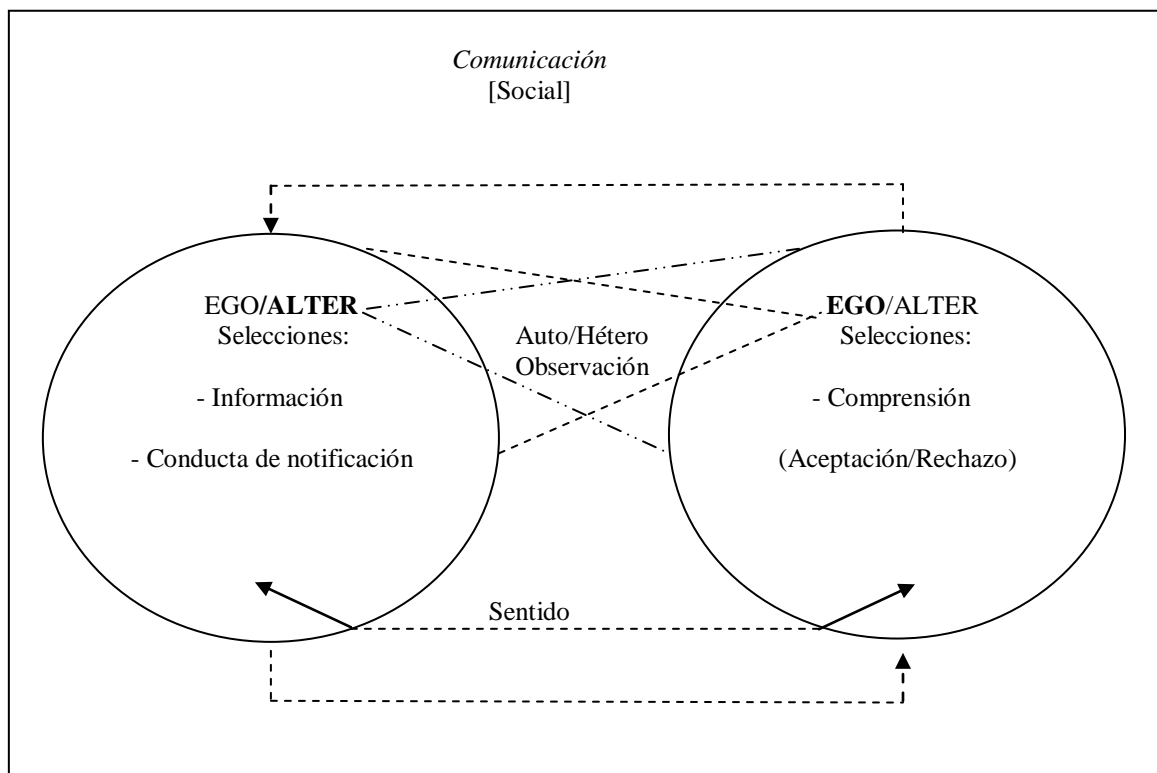 Comunicación
[Social]
EGO/ALTER
Selecciones:
- Información
- Conducta de notificación
Auto/Hétero
Observación
EGO/ALTER
Selecciones:
- Comprensión
(Aceptación/Rechazo)
Sentido